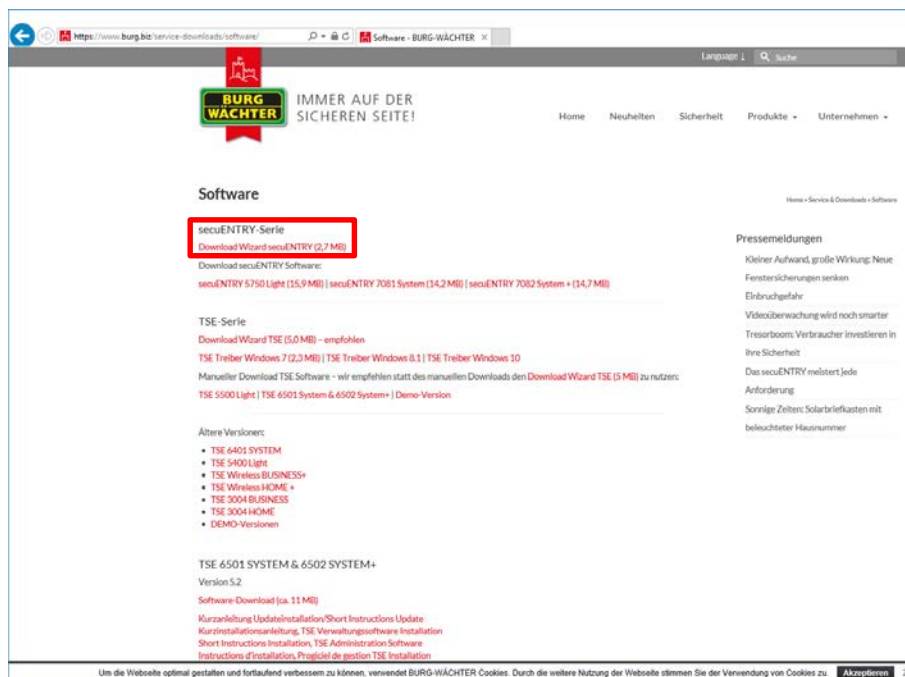 https://www.burg.biz/service-downloads/software/
Software - BURG-WÄCHTER
Language
Suche
BURG
WÄCHTER
IMMER AUF DER
SICHEREN SEITE!
Home Neuheiten Sicherheit Produkte Unternehmen
Software
Home » Service & Downloads » Software
secuENTRY-Serie
Download Wizard secuENTRY (2,7 MB)
Download secuENTRY Software:
secuENTRY 5750 Light (15,9 MB) | secuENTRY 7081 System (14,2 MB) | secuENTRY 7082 System + (14,7 MB)
TSE-Serie
Download Wizard TSE (5,0 MB) – empfohlen
TSE Treiber Windows 7 (2,3 MB) | TSE Treiber Windows 8.1 | TSE Treiber Windows 10
Manueller Download TSE Software – wir empfehlen statt des manuellen Downloads den Download Wizard TSE (5 MB) zu nutzen:
TSE 5500 Light | TSE 6501 System & 6502 System+ | Demo-Version
Ältere Versionen:
• TSE 6401 SYSTEM
• TSE 5400 Light
• TSE Wireless BUSINESS+
• TSE Wireless HOME +
• TSE 3004 BUSINESS
• TSE 3004 HOME
• DEMO-Versionen
TSE 6501 SYSTEM & 6502 SYSTEM+
Version 5.2
Software-Download (ca. 11 MB)
Kurzanleitung Updateinstallation/Short Instructions Update
Kurzinstallationsanleitung, TSE Verwaltungssoftware Installation
Short Instructions Installation, TSE Administration Software
Instructions d'installation, Progiciel de gestion TSE Installation
Pressemeldungen
Kleiner Aufwand, große Wirkung: Neue
Fenstersicherungen senken
Einbruchgefahr
Videoüberwachung wird noch smarter
Tresorboom: Verbraucher investieren in
ihre Sicherheit
Das secuENTRY meistert jede
Anforderung
Sonnige Zeiten: Solarbriefkasten mit
beleuchteter Hausnummer
Um die Webseite optimal gestalten und fortlaufend verbessern zu können, verwendet BURG-WÄCHTER Cookies. Durch die weitere Nutzung der Webseite stimmen Sie der Verwendung von Cookies zu. Akzeptieren